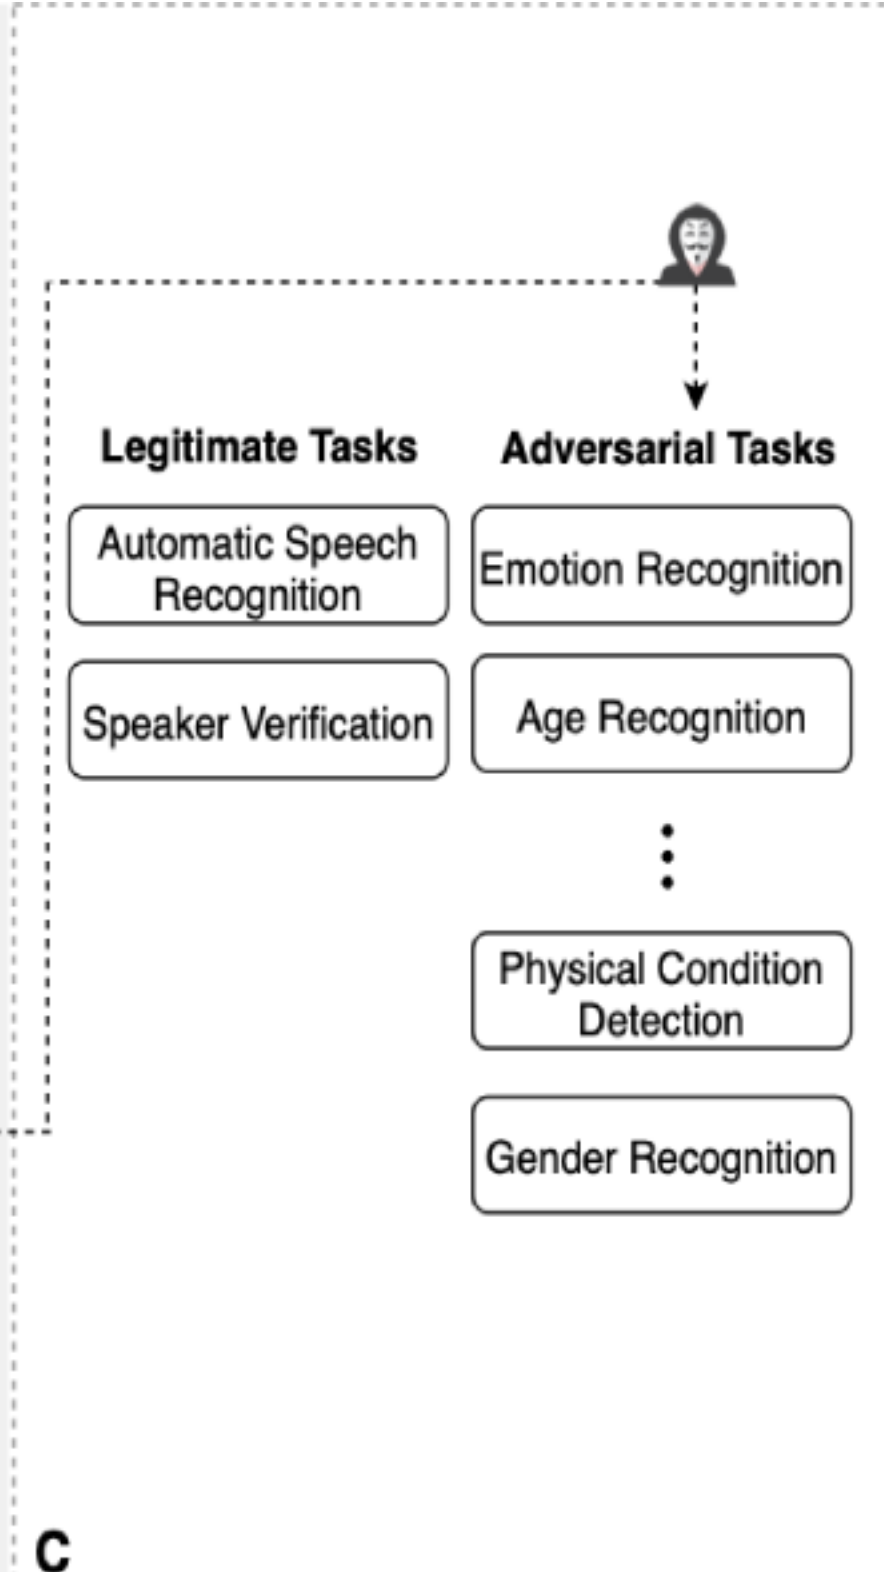 Legitimate Tasks
Automatic Speech
Recognition
Speaker Verification
Adversarial Tasks
Emotion Recognition
Age Recognition
Physical Condition
Detection
Gender Recognition
C